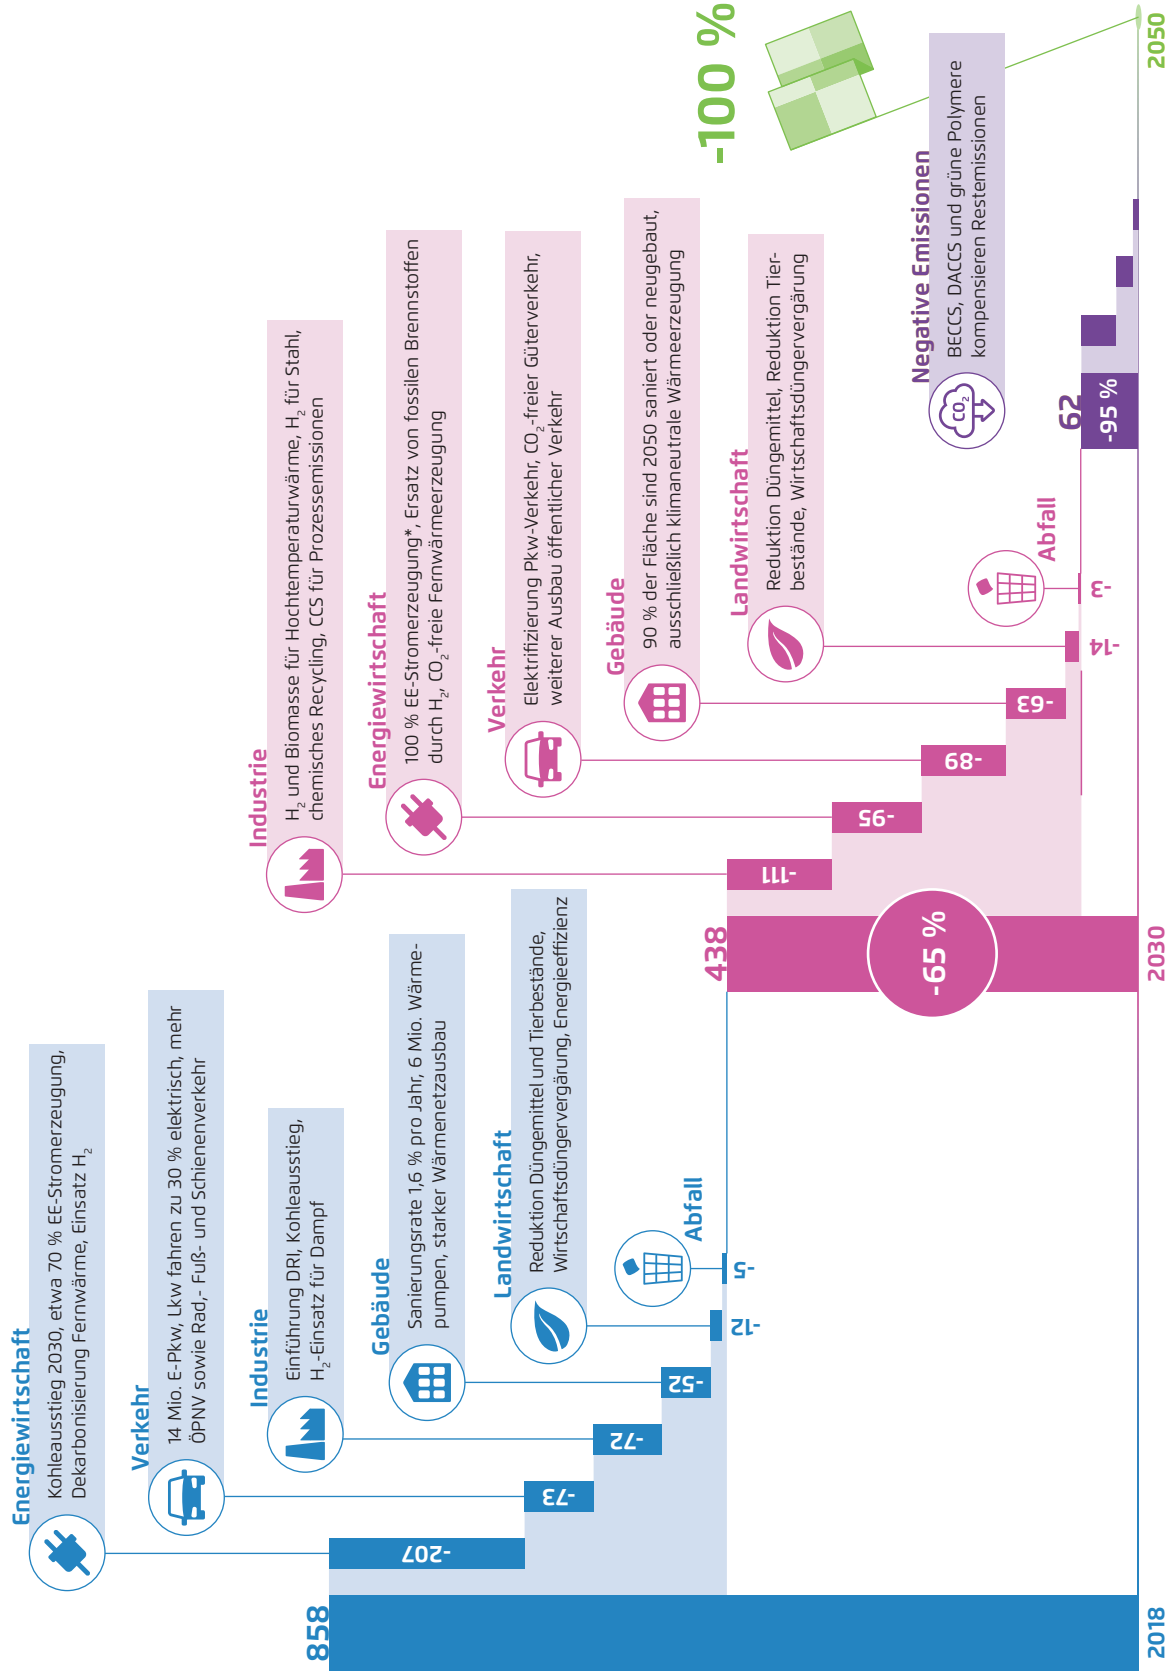 Energiewirtschaft
Kohleausstieg 2030, etwa 70 % EE-Stromerzeugung,
Dekarbonisierung Fernwärme, Einsatz H₂
Verkehr
14 Mio. E-Pkw, Lkw fahren zu 30 % elektrisch, mehr
ÖPNV sowie Rad,- Fuß- und Schienenverkehr
Industrie
Einführung DRI, Kohleausstieg,
H₂-Einsatz für Dampf
Gebäude
Sanierungsrate 1,6 % pro Jahr, 6 Mio. Wärme-
pumpen, starker Wärmenetzausbau
Landwirtschaft
Reduktion Düngemittel und Tierbestände,
Wirtschaftsdüngervergärung, Energieeffizienz
Abfall
858
-207
-73
-72
-52
-12
-5
2018
Industrie
H₂ und Biomasse für Hochtemperaturwärme, H₂ für Stahl,
chemisches Recycling, CCS für Prozessemissionen
Energiewirtschaft
100 % EE-Stromerzeugung*, Ersatz von fossilen Brennstoffen
durch H₂, CO₂-freie Fernwärmeerzeugung
Verkehr
Elektrifizierung Pkw-Verkehr, CO₂-freier Güterverkehr,
weiterer Ausbau öffentlicher Verkehr
Gebäude
90 % der Fläche sind 2050 saniert oder neugebaut,
ausschließlich klimaneutrale Wärmeerzeugung
Landwirtschaft
Reduktion Düngemittel, Reduktion Tier-
bestände, Wirtschaftsdüngervergärung
Abfall
438
-65 %
-111
-95
-89
-63
-14
-3
2030
Negative Emissionen
CO₂
BECCS, DACCS und grüne Polymere
kompensieren Restemissionen
62
-95 %
-100 %
2050